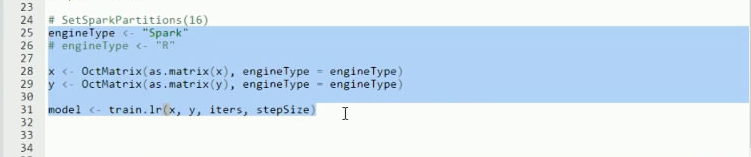 23
24 # SetSparkPartitions(16)
25 engineType <- "Spark"
26 # engineType <- "R"
27
28 x <- OctMatrix(as.matrix(x), engineType = engineType)
29 y <- OctMatrix(as.matrix(y), engineType = engineType)
30
31 model <- train.lr(x, y, iters, stepSize)
32
33
34